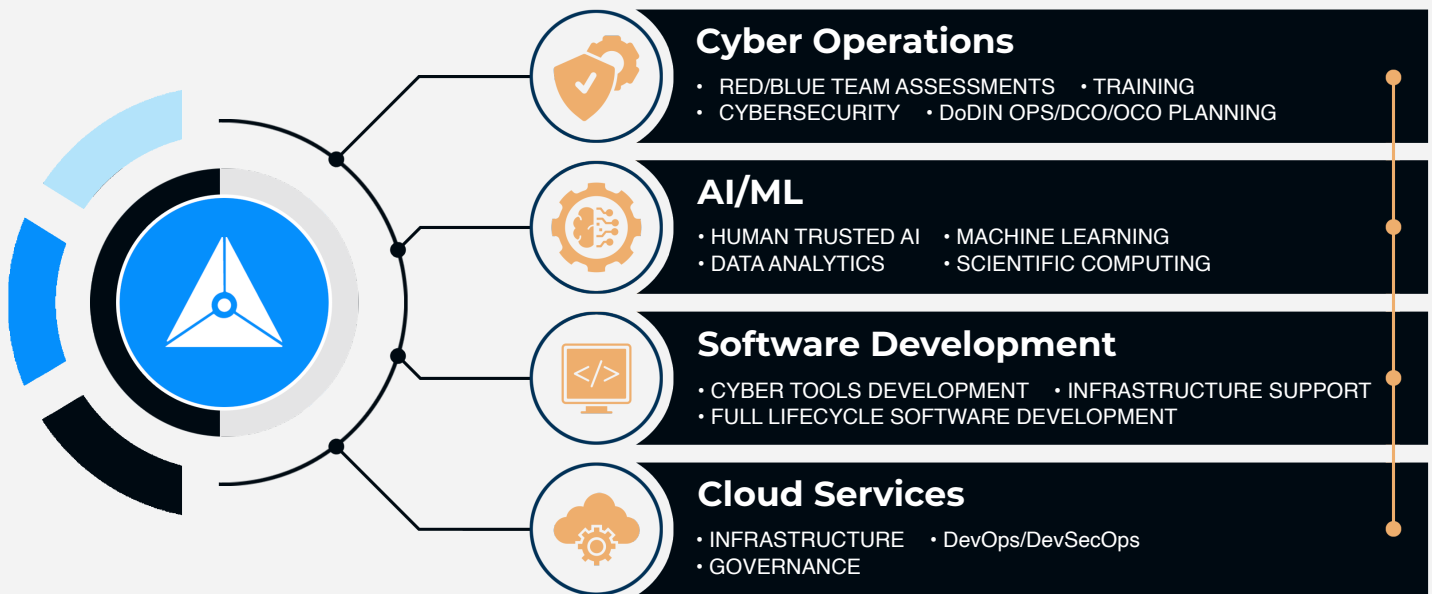 Cyber Operations
• RED/BLUE TEAM ASSESSMENTS • TRAINING
• CYBERSECURITY • DoDIN OPS/DCO/OCO PLANNING
AI/ML
• HUMAN TRUSTED AI • MACHINE LEARNING
• DATA ANALYTICS • SCIENTIFIC COMPUTING
</>
Software Development
• CYBER TOOLS DEVELOPMENT • INFRASTRUCTURE SUPPORT
• FULL LIFECYCLE SOFTWARE DEVELOPMENT
Cloud Services
• INFRASTRUCTURE • DevOps/DevSecOps
• GOVERNANCE